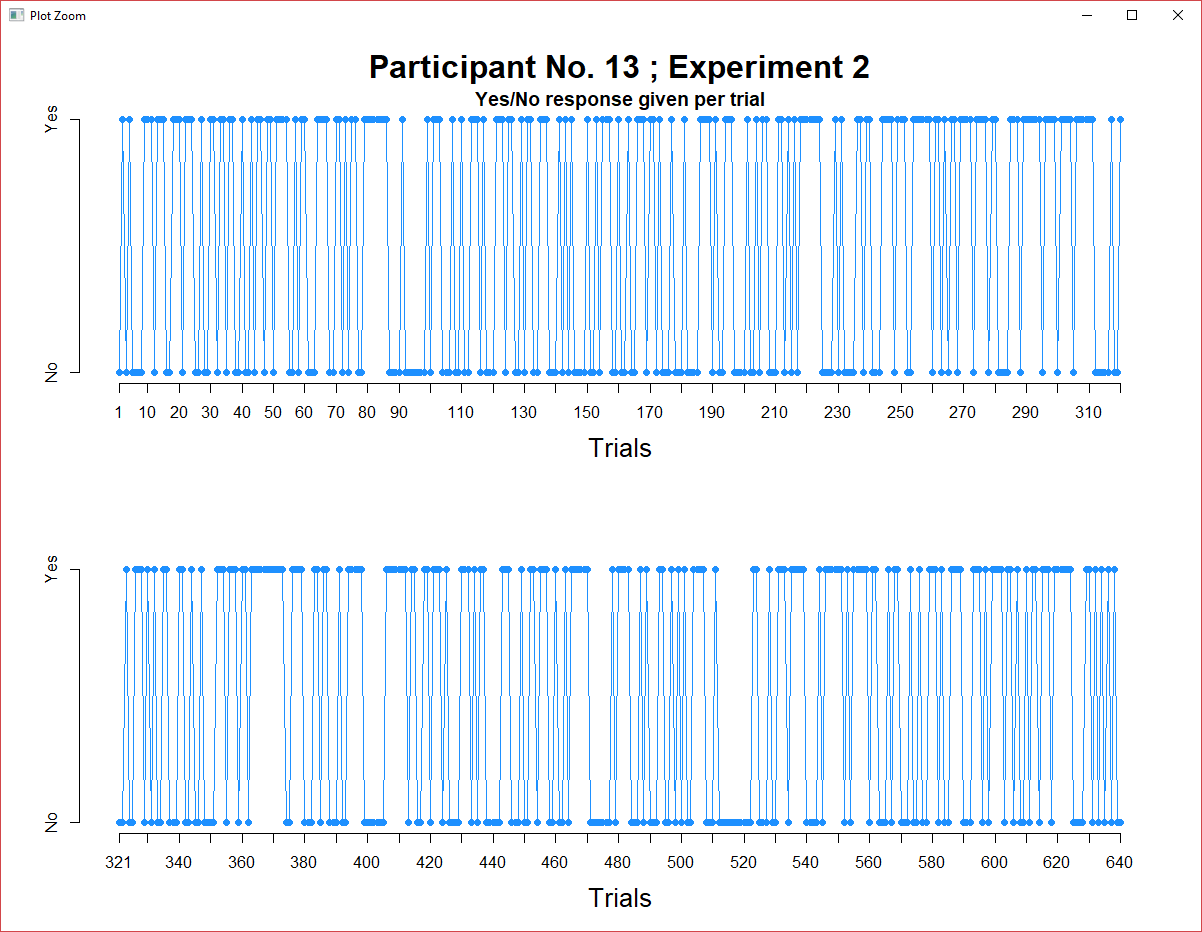 Plot Zoom
Participant No. 13 ; Experiment 2
Yes/No response given per trial
Yes
No
1 10 20 30 40 50 60 70 80 90 110 130 150 170 190 210 230 250 270 290 310
Trials
Yes
No
321 340 360 380 400 420 440 460 480 500 520 540 560 580 600 620 640
Trials